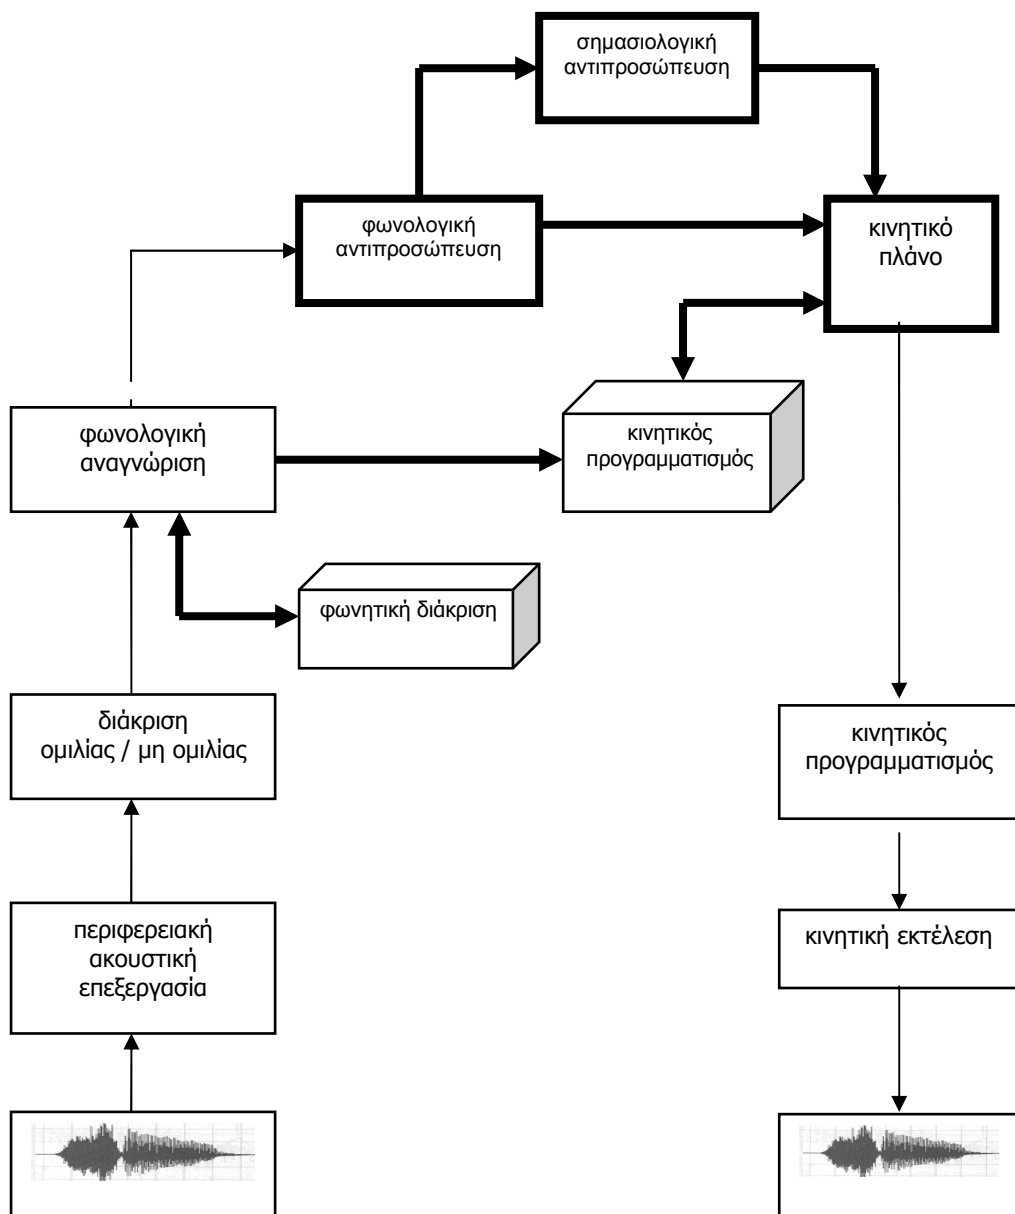 σημασιολογική
αντιπροσώπευση
φωνολογική
αντιπροσώπευση
κινητικό
πλάνο
φωνολογική
αναγνώριση
κινητικός
προγραμματισμός
φωνητική διάκριση
διάκριση
ομιλίας / μη ομιλίας
κινητικός
προγραμματισμός
περιφερειακή
ακουστική
επεξεργασία
κινητική εκτέλεση